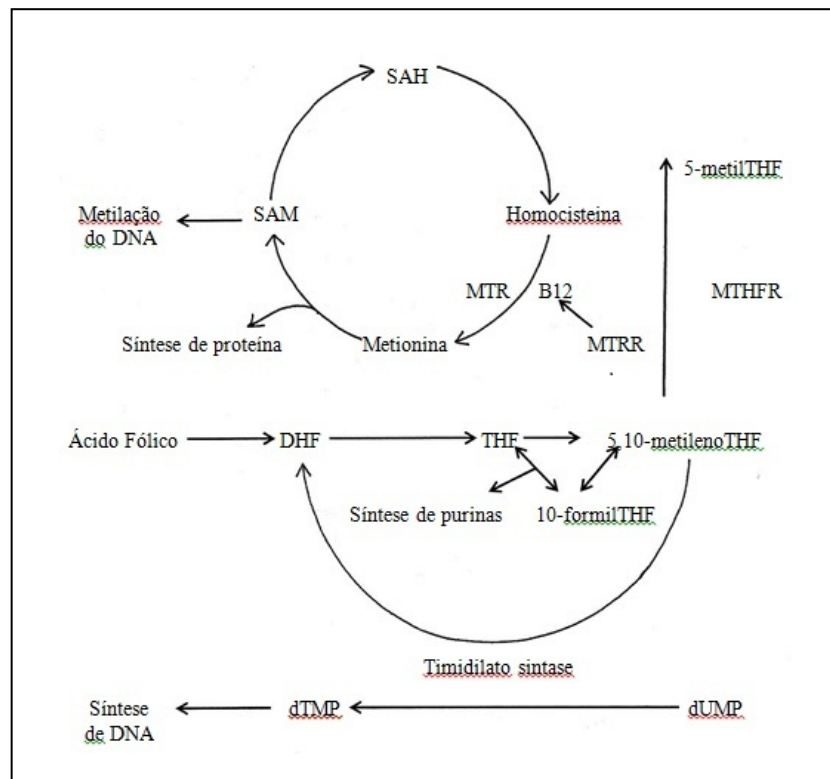 SAH
5-metilTHF
Metilação
do DNA
SAM
Homocisteina
MTR
B12
MTHFR
Síntese de proteína
Metionina
MTRR
Ácido Fólico
DHF
THF
5,10-metilenoTHF
Síntese de purinas
10-formilTHF
Timidilato sintase
Síntese
de DNA
dTMP
dUMP